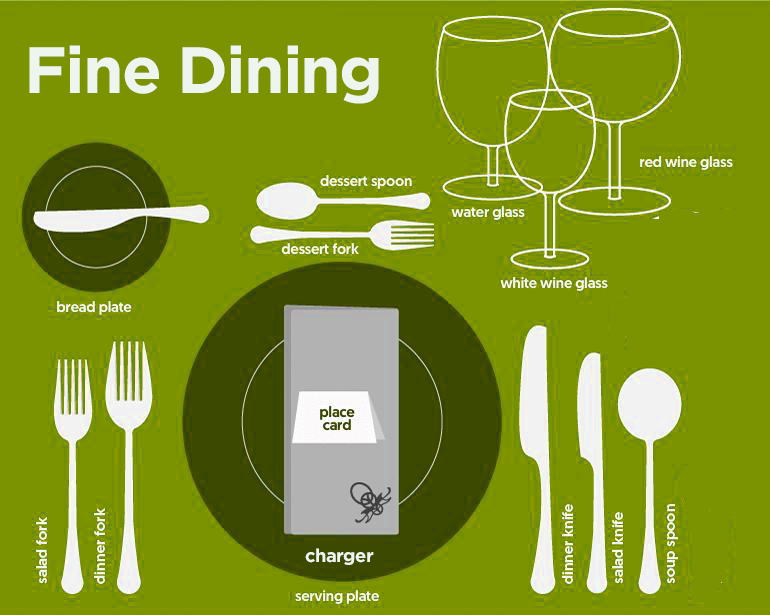 Fine Dining
red wine glass
dessert spoon
water glass
dessert fork
white wine glass
bread plate
place
card
salad fork
dinner fork
dinner knife
salad knife
soup spoon
charger
serving plate